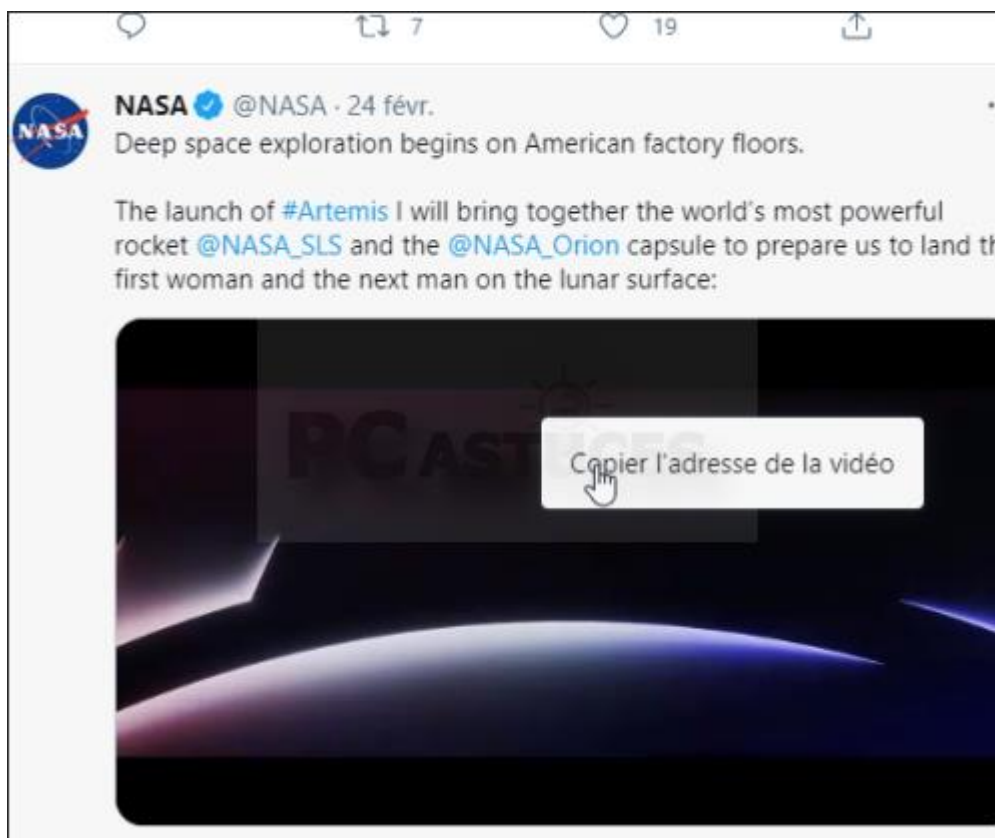 7 19
NASA @NASA · 24 févr.
NASA
Deep space exploration begins on American factory floors.
The launch of #Artemis I will bring together the world's most powerful
rocket @NASA_SLS and the @NASA_Orion capsule to prepare us to land
first woman and the next man on the lunar surface:
PC ASTUCES
Copier l'adresse de la vidéo